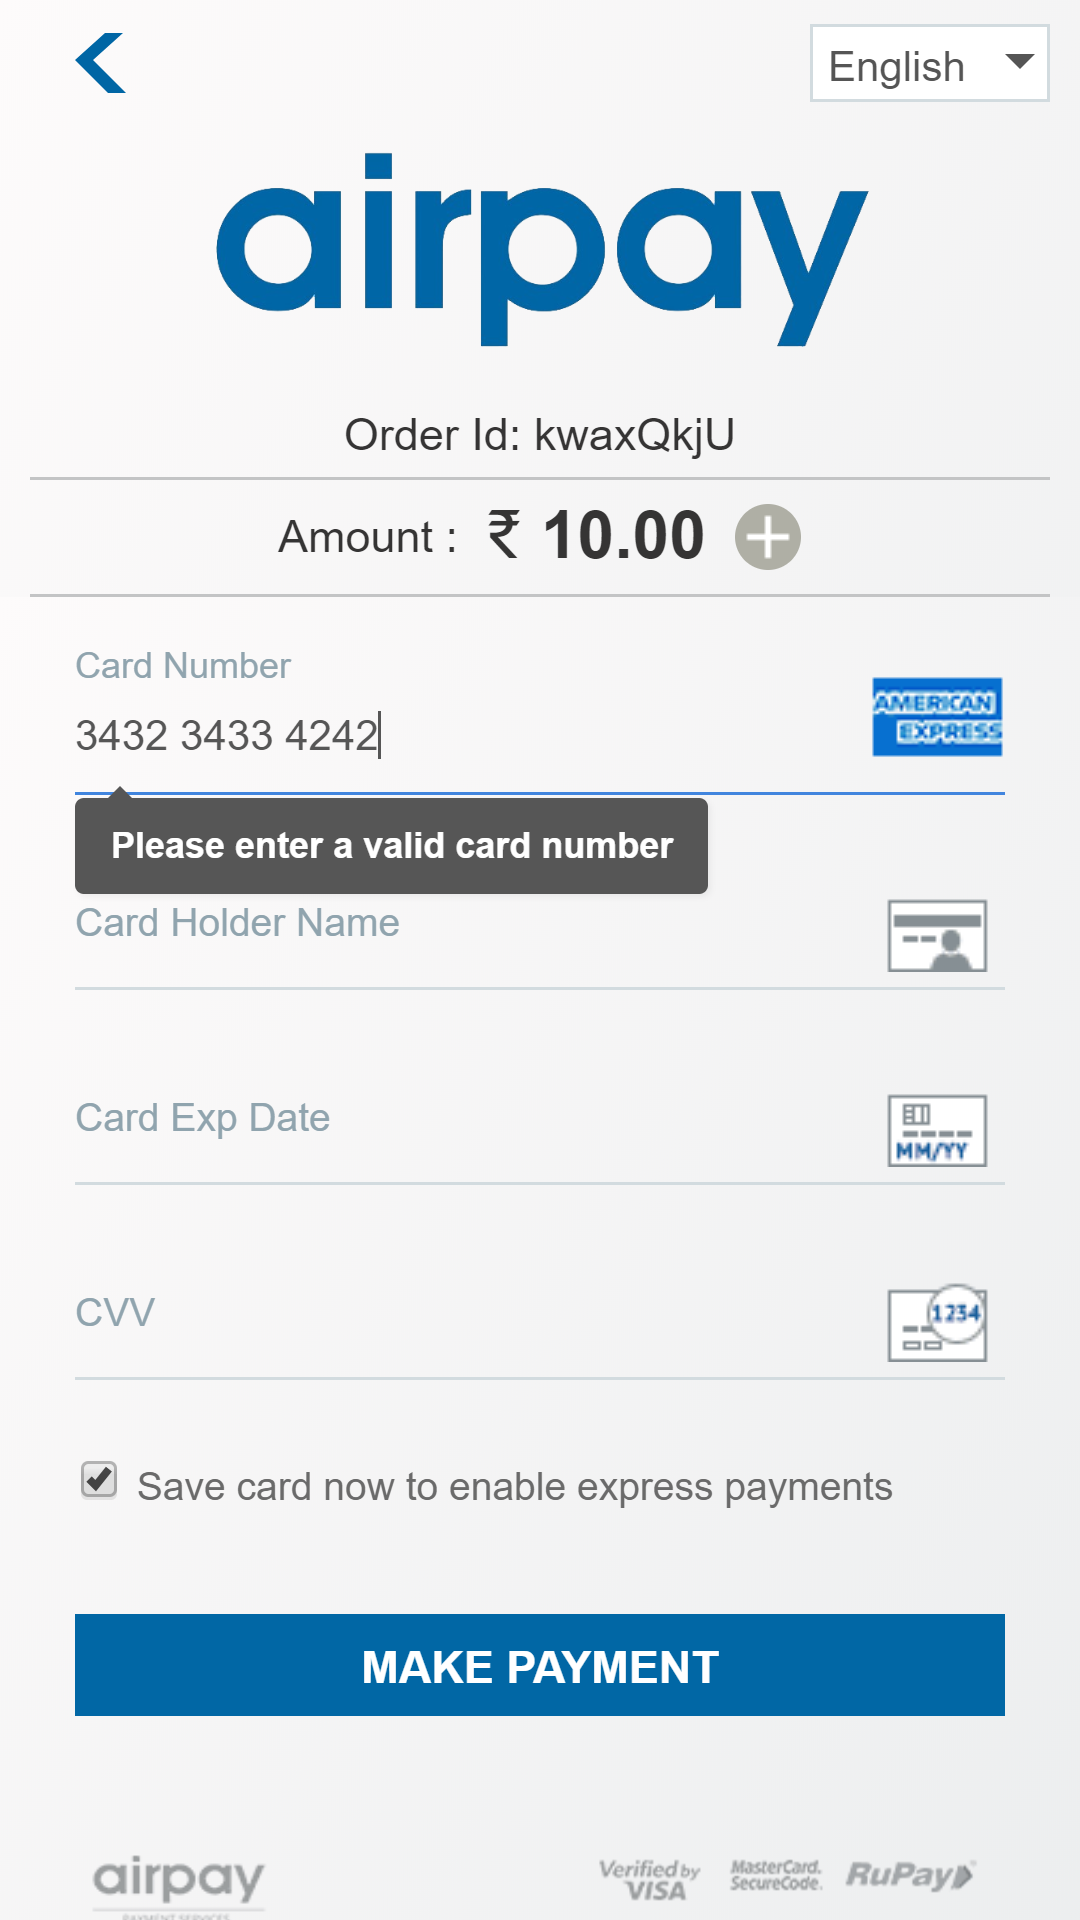 English
airpay
Order Id: kwaxQkjU
Amount : ₹ 10.00
Card Number
3432 3433 4242
AMERICAN
EXPRESS
Please enter a valid card number
Card Holder Name
Card Exp Date
MM/YY
CVV
1234
Save card now to enable express payments
MAKE PAYMENT
airpay
PAYMENT SERVICES
Verified by
VISA
MasterCard.
SecureCode.
RuPay